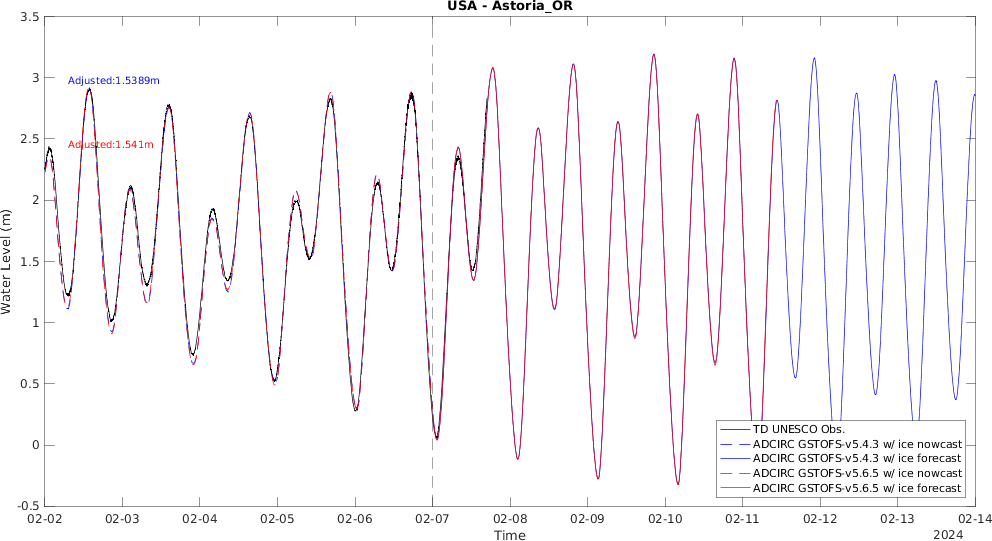 USA - Astoria_OR
3.5
3
2.5
2
1.5
1
0.5
0
-0.5
Water Level (m)
Adjusted:1.5389m
Adjusted:1.541m
TD UNESCO Obs.
ADCIRC GSTOFS-v5.4.3 w/ ice nowcast
ADCIRC GSTOFS-v5.4.3 w/ ice forecast
ADCIRC GSTOFS-v5.6.5 w/ ice nowcast
ADCIRC GSTOFS-v5.6.5 w/ ice forecast
02-02 02-03 02-04 02-05 02-06 02-07 02-08 02-09 02-10 02-11 02-12 02-13 02-14
Time
2024